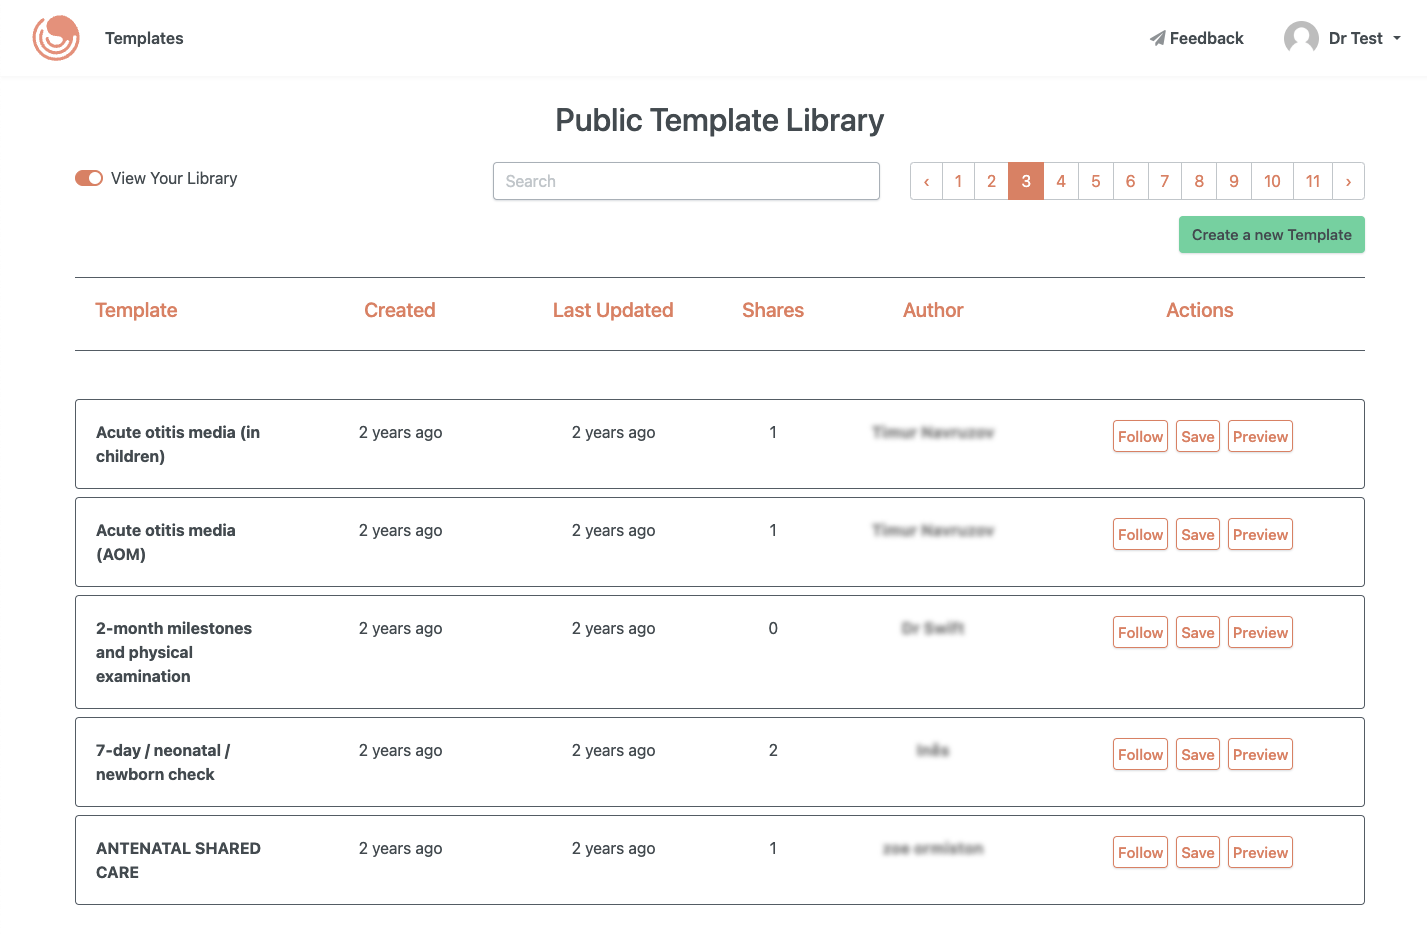 Templates
Feedback
Dr Test
Public Template Library
View Your Library
Search
‹ 1 2 3 4 5 6 7 8 9 10 11 ›
Create a new Template
Template Created Last Updated Shares Author Actions
Acute otitis media (in 2 years ago 2 years ago 1 Follow Save Preview
children)
Acute otitis media 2 years ago 2 years ago 1 Follow Save Preview
(AOM)
2-month milestones 2 years ago 2 years ago 0 Follow Save Preview
and physical
examination
7-day / neonatal / 2 years ago 2 years ago 2 Follow Save Preview
newborn check
ANTENATAL SHARED 2 years ago 2 years ago 1 Follow Save Preview
CARE